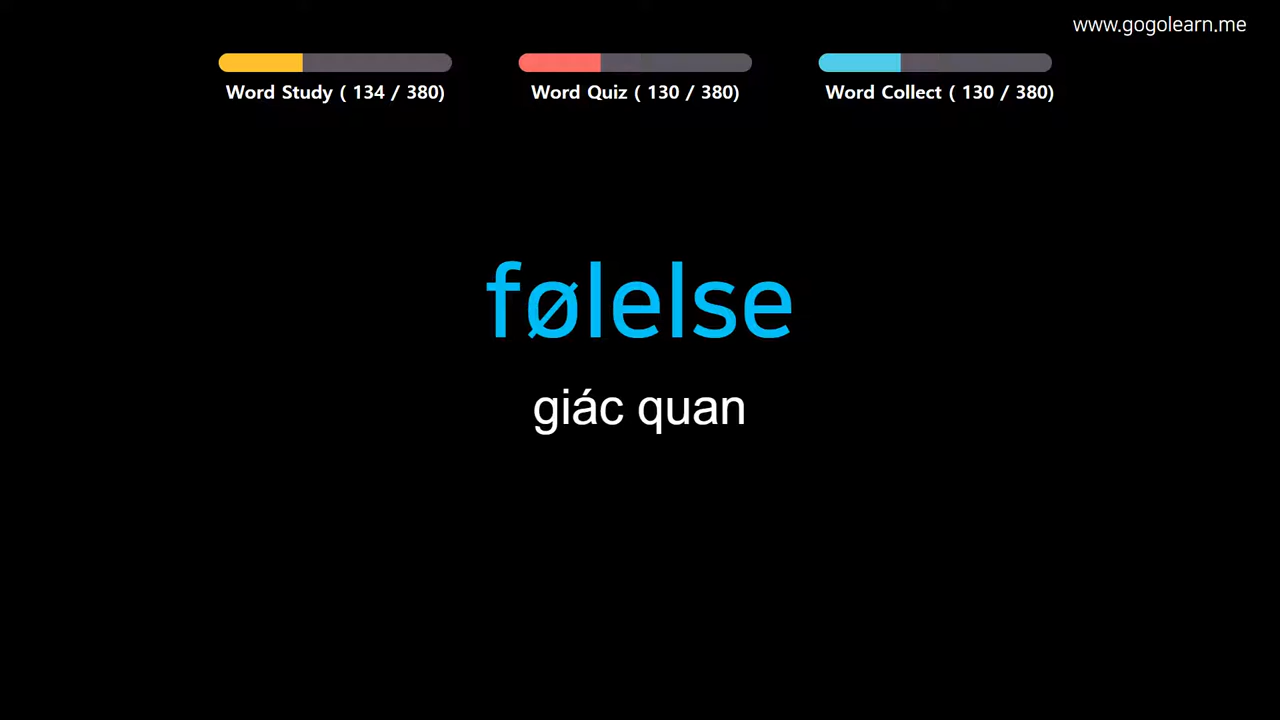 www.gogolearn.me
Word Study ( 134 / 380)
Word Quiz ( 130 / 380)
Word Collect ( 130 / 380)
følelse
giác quan